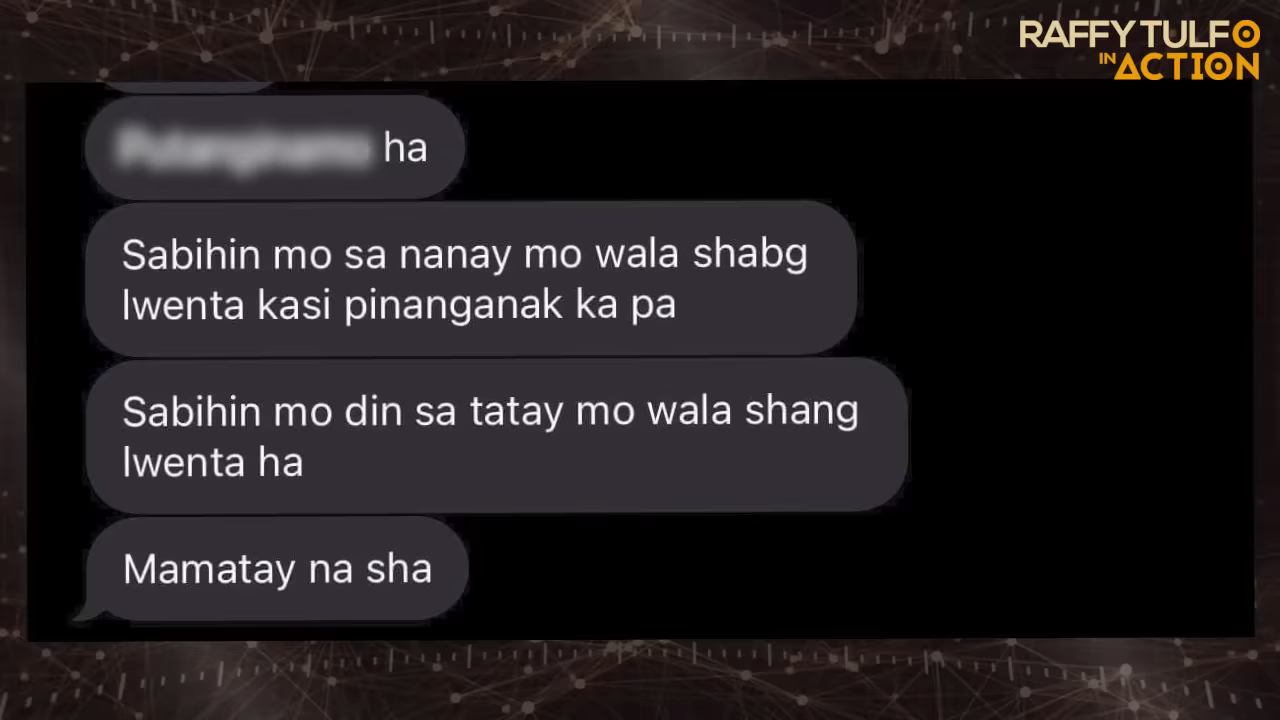 RAFFY TULFO
IN ACTION
ha
Sabihin mo sa nanay mo wala shabg
lwenta kasi pinanganak ka pa
Sabihin mo din sa tatay mo wala shang
lwenta ha
Mamatay na sha